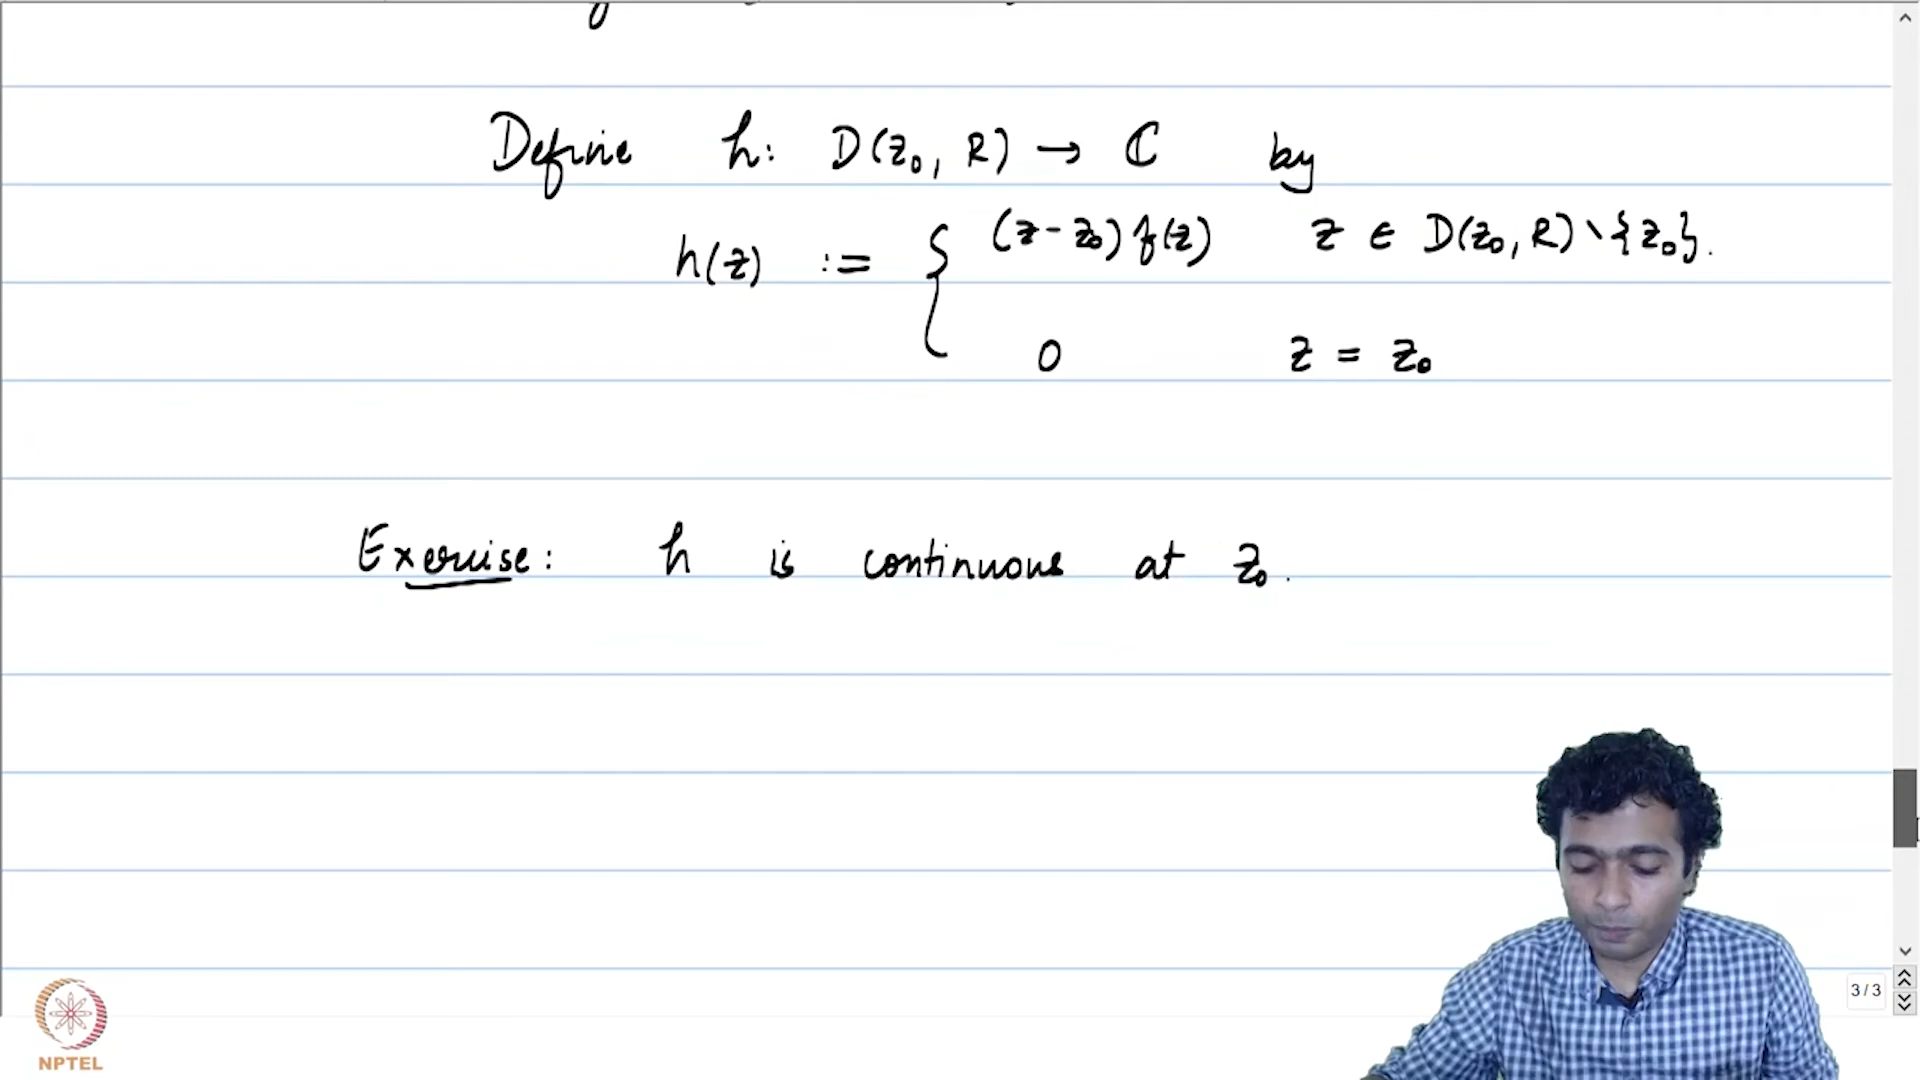 Define h: D(z₀, R) → ℂ by
h(z) := { (z - z₀) f(z) z ∈ D(z₀, R) \ {z₀}.
0 z = z₀
Exercise: h is continuous at z₀.
3 / 3
NPTEL